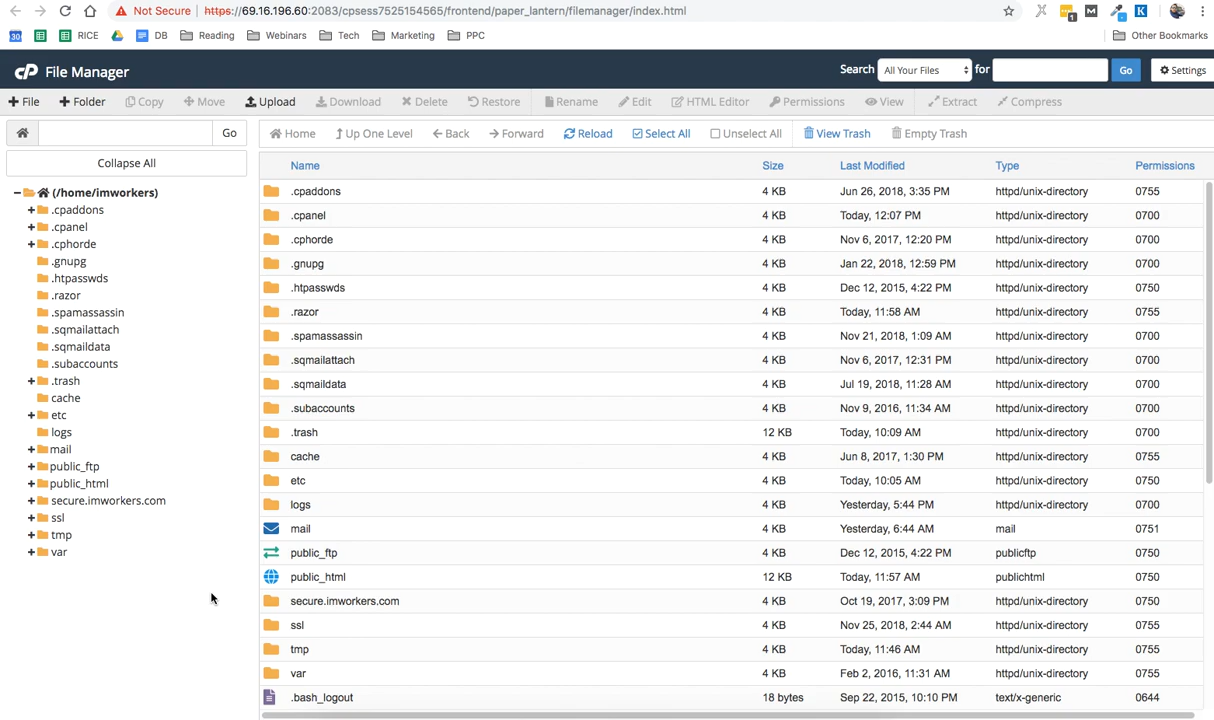 Not Secure https://69.16.196.60:2083/cpsess7525154565/frontend/paper_lantern/filemanager/index.html
30 RICE DB Reading Webinars Tech Marketing PPC Other Bookmarks
cP File Manager Search All Your Files for Go Settings
File Folder Copy Move Upload Download Delete Restore Rename Edit HTML Editor Permissions View Extract Compress
Go Home Up One Level Back Forward Reload Select All Unselect All View Trash Empty Trash
Collapse All
Name Size Last Modified Type Permissions
(/home/imworkers)
.cpaddons
.cpanel
.cphorde
.gnupg
.htpasswds
.razor
.spamassassin
.sqmailattach
.sqmaildata
.subaccounts
.trash
cache
etc
logs
mail
public_ftp
public_html
secure.imworkers.com
ssl
tmp
var
.cpaddons 4 KB Jun 26, 2018, 3:35 PM httpd/unix-directory 0755
.cpanel 4 KB Today, 12:07 PM httpd/unix-directory 0700
.cphorde 4 KB Nov 6, 2017, 12:20 PM httpd/unix-directory 0700
.gnupg 4 KB Jan 22, 2018, 12:59 PM httpd/unix-directory 0700
.htpasswds 4 KB Dec 12, 2015, 4:22 PM httpd/unix-directory 0750
.razor 4 KB Today, 11:58 AM httpd/unix-directory 0755
.spamassassin 4 KB Nov 21, 2018, 1:09 AM httpd/unix-directory 0700
.sqmailattach 4 KB Nov 6, 2017, 12:31 PM httpd/unix-directory 0700
.sqmaildata 4 KB Jul 19, 2018, 11:28 AM httpd/unix-directory 0700
.subaccounts 4 KB Nov 9, 2016, 11:34 AM httpd/unix-directory 0700
.trash 12 KB Today, 10:09 AM httpd/unix-directory 0700
cache 4 KB Jun 8, 2017, 1:30 PM httpd/unix-directory 0755
etc 4 KB Today, 10:05 AM httpd/unix-directory 0750
logs 4 KB Yesterday, 5:44 PM httpd/unix-directory 0700
mail 4 KB Yesterday, 6:44 AM mail 0751
public_ftp 4 KB Dec 12, 2015, 4:22 PM publicftp 0750
public_html 12 KB Today, 11:57 AM publichtml 0750
secure.imworkers.com 4 KB Oct 19, 2017, 3:09 PM httpd/unix-directory 0750
ssl 4 KB Nov 25, 2018, 2:44 AM httpd/unix-directory 0755
tmp 4 KB Today, 11:46 AM httpd/unix-directory 0755
var 4 KB Feb 2, 2016, 11:31 AM httpd/unix-directory 0755
.bash_logout 18 bytes Sep 22, 2015, 10:10 PM text/x-generic 0644